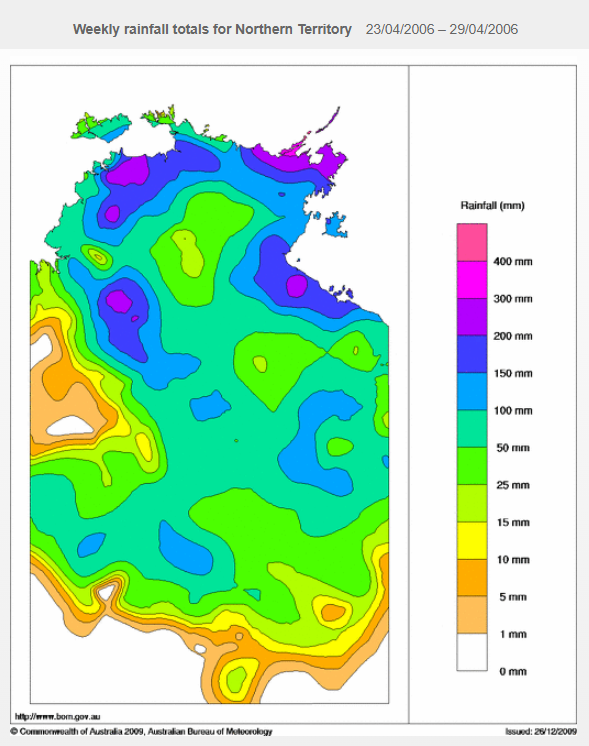 Weekly rainfall totals for Northern Territory 23/04/2006 – 29/04/2006
Rainfall (mm)
400 mm
300 mm
200 mm
150 mm
100 mm
50 mm
25 mm
15 mm
10 mm
5 mm
1 mm
0 mm
http://www.bom.gov.au
© Commonwealth of Australia 2009, Australian Bureau of Meteorology Issued: 26/12/2009